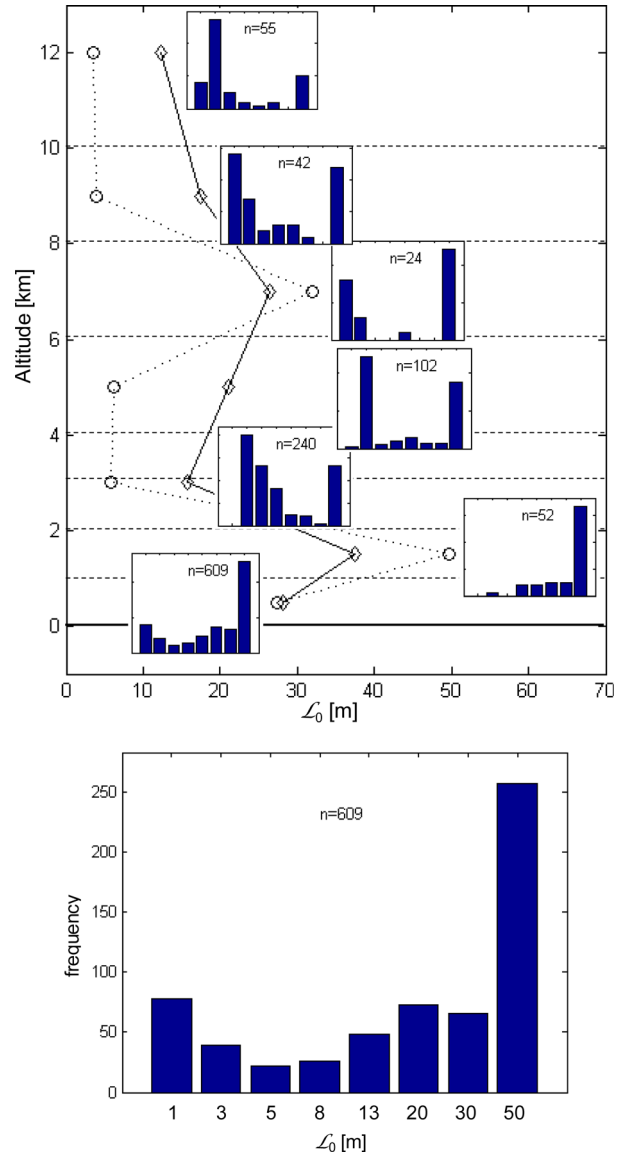 12
10
8
6
4
2
0
Altitude [km]
n=55
n=42
n=24
n=102
n=240
n=52
n=609
0 10 20 30 40 50 60 70
ℒ₀ [m]
250
200
150
100
50
0
frequency
n=609
1 3 5 8 13 20 30 50
ℒ₀ [m]